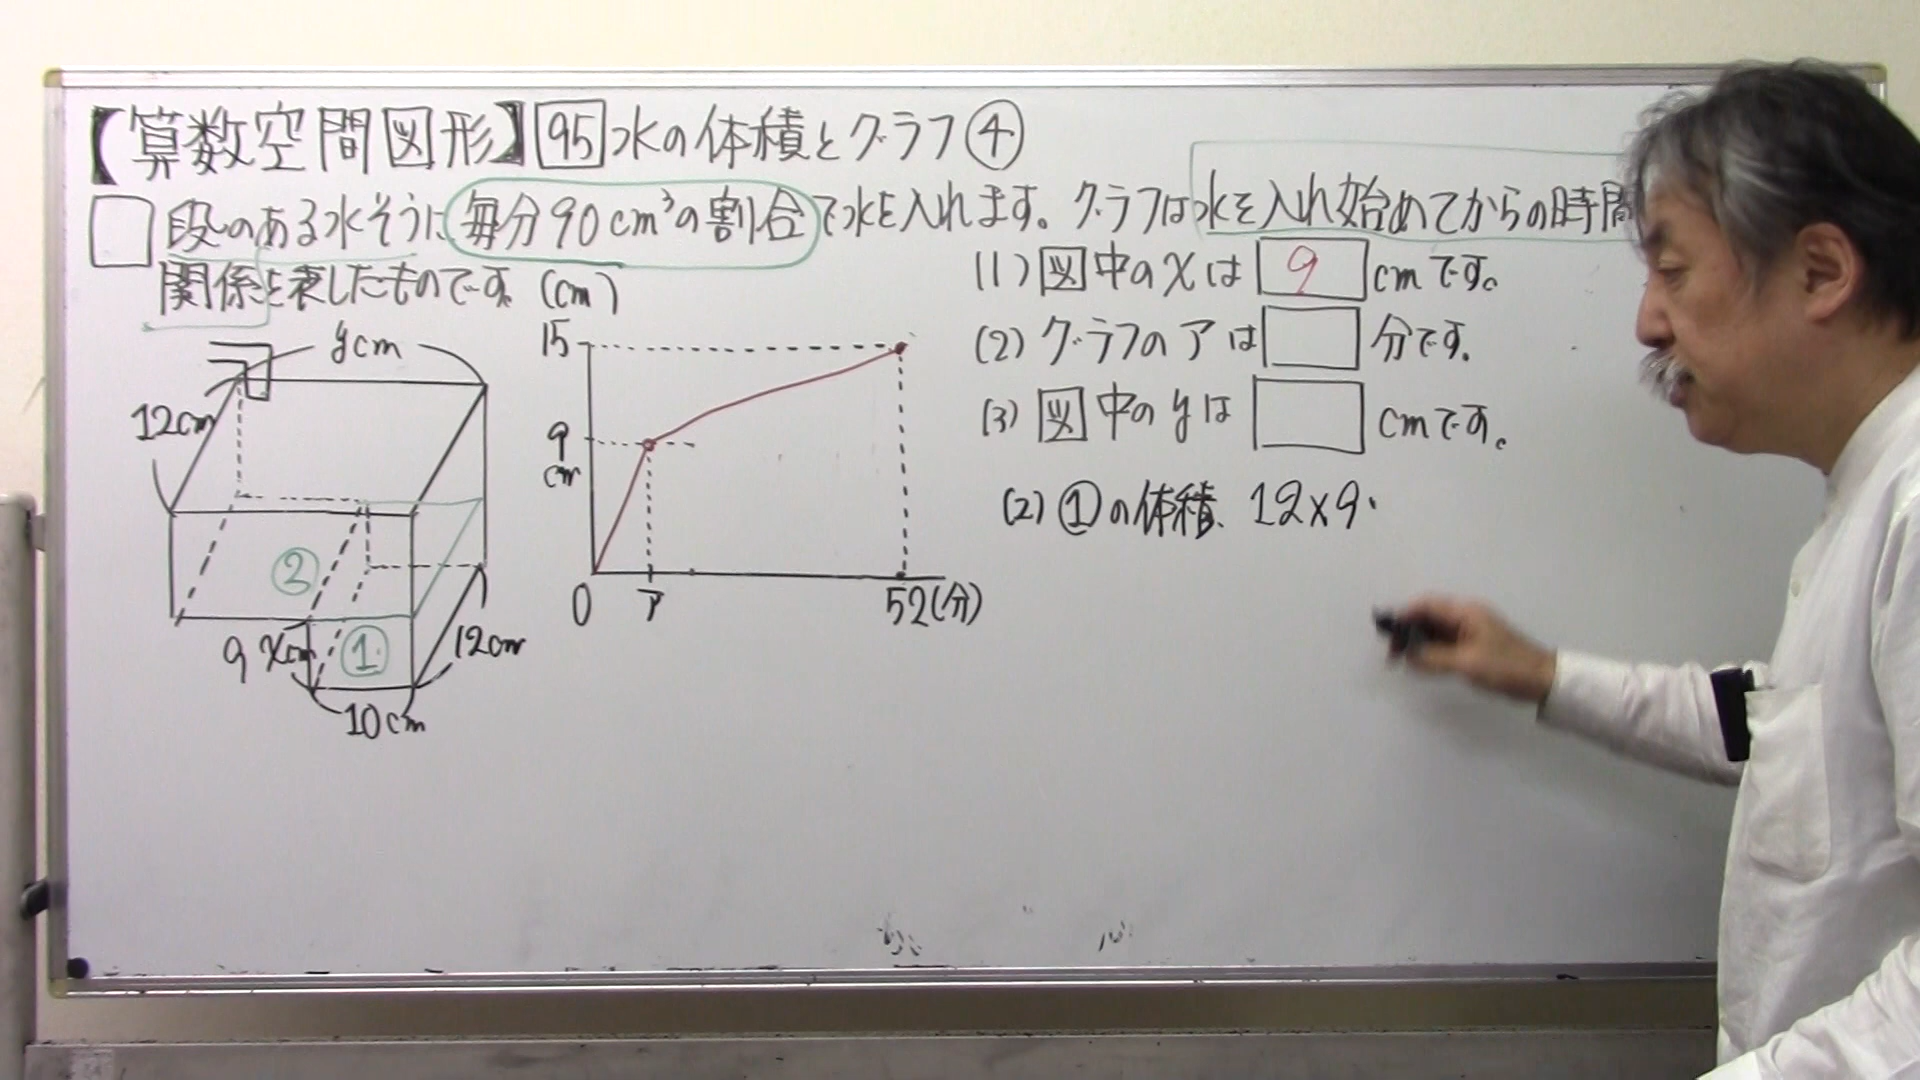 【算数空間図形】95水の体積とグラフ④
段のある水そうに毎分90cm³の割合で水を入れます。グラフは水を入れ始めてからの時間
関係を表したものです。(cm)
(1)図中のxは9cmです。
(2)グラフのアは 分です。
(3)図中のyは cmです。
(2)①の体積、12×9・
ycm
12cm
②
9 xcm
①
12cm
10cm
15
9
cm
0
ア
52(分)